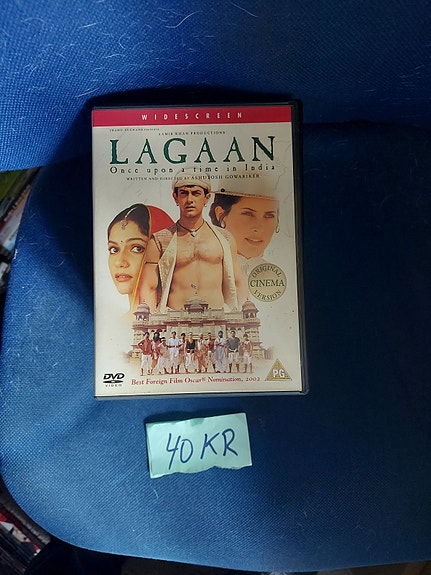 WIDESCREEN
AAMIR KHAN PRODUCTIONS
LAGAAN
Once upon a time in India
WRITTEN AND DIRECTED BY ASHUTOSH GOWARIKER
ORIGINAL
CINEMA
VERSION
DVD
VIDEO
PG
Best Foreign Film Oscar® Nomination, 2002
40 KR